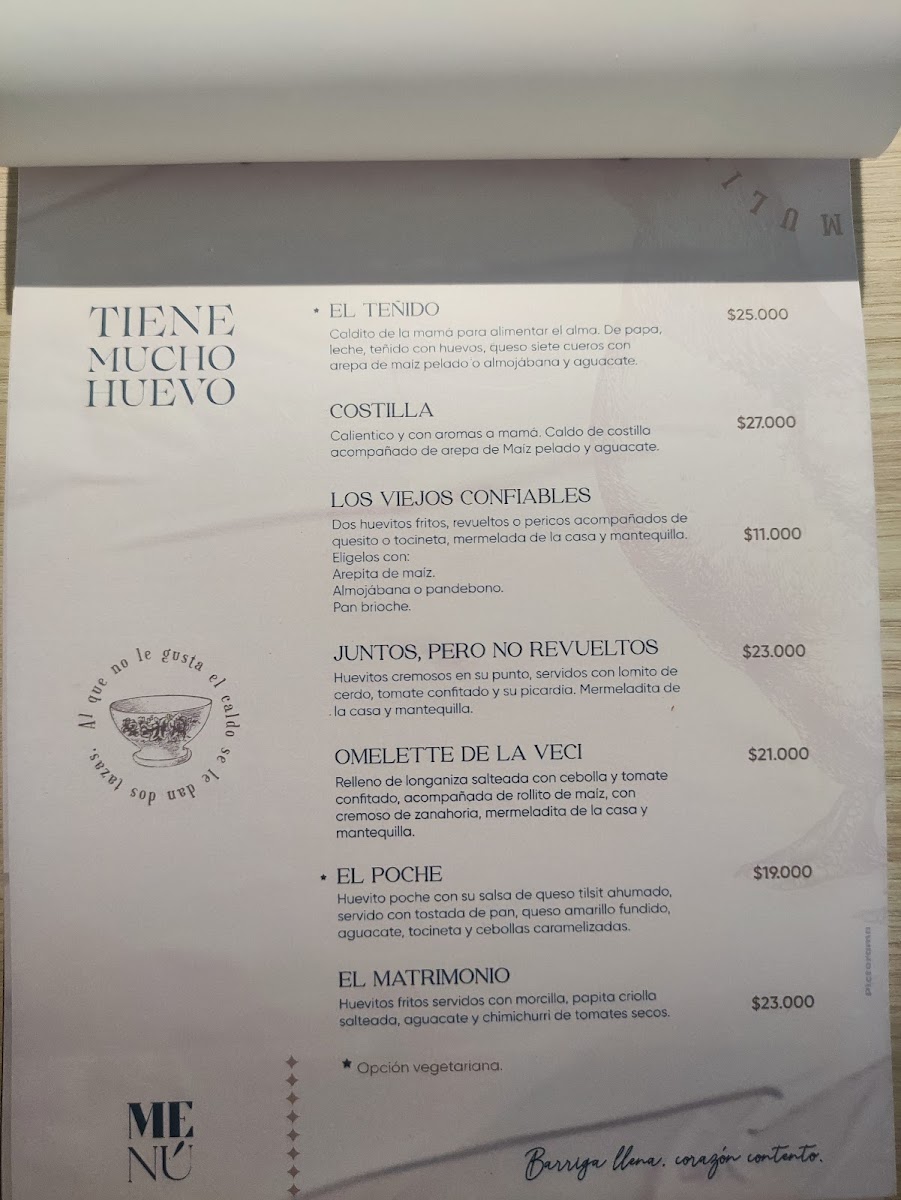 MULI
TIENE
MUCHO
HUEVO
* EL TEÑIDO
$25.000
Caldito de la mamá para alimentar el alma. De papa,
leche, teñido con huevos, queso siete cueros con
arepa de maiz pelado o almojábana y aguacate.
COSTILLA
$27.000
Calientico y con aromas a mamá. Caldo de costilla
acompañado de arepa de Maíz pelado y aguacate.
LOS VIEJOS CONFIABLES
Dos huevitos fritos, revueltos o pericos acompañados de
quesito o tocineta, mermelada de la casa y mantequilla.
$11.000
Eligelos con:
Arepita de maíz.
Almojábana o pandebono.
Pan brioche.
JUNTOS, PERO NO REVUELTOS
$23.000
Huevitos cremosos en su punto, servidos con lomito de
cerdo, tomate confitado y su picardia. Mermeladita de
la casa y mantequilla.
Al que no le gusta el caldo se le dan dos tazas.
OMELETTE DE LA VECI
$21.000
Relleno de longaniza salteada con cebolla y tomate
confitado, acompañada de rollito de maíz, con
cremoso de zanahoria, mermeladita de la casa y
mantequilla.
* EL POCHE
$19.000
Huevito poche con su salsa de queso tilsit ahumado,
servido con tostada de pan, queso amarillo fundido,
aguacate, tocineta y cebollas caramelizadas.
EL MATRIMONIO
Huevitos fritos servidos con morcilla, papita criolla
$23.000
salteada, aguacate y chimichurri de tomates secos.
* Opción vegetariana.
ME
NÚ
Barriga llena. corazón contento.
Pictorama